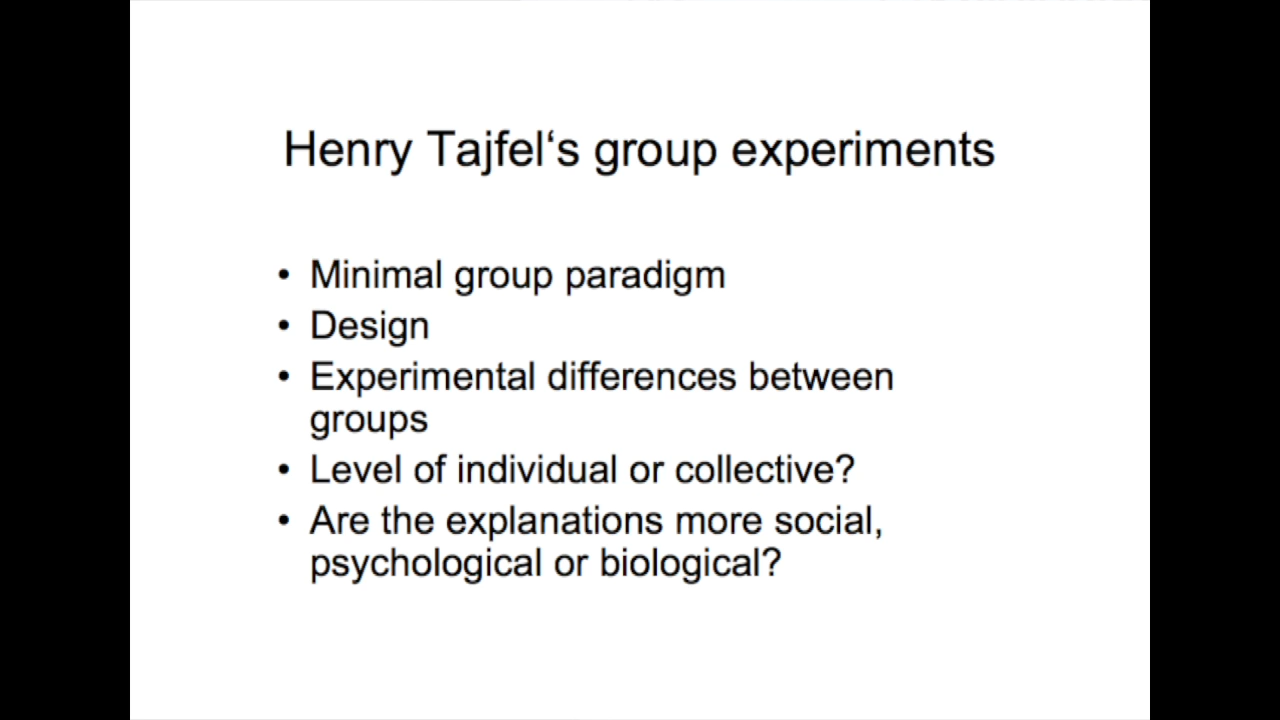 Henry Tajfel‘s group experiments
• Minimal group paradigm
• Design
• Experimental differences between
groups
• Level of individual or collective?
• Are the explanations more social,
psychological or biological?